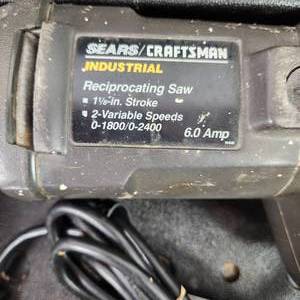 SEARS/CRAFTSMAN
INDUSTRIAL
Reciprocating Saw
▪ 1⅛-in. Stroke
▪ 2-Variable Speeds
0-1800/0-2400 6.0 Amp